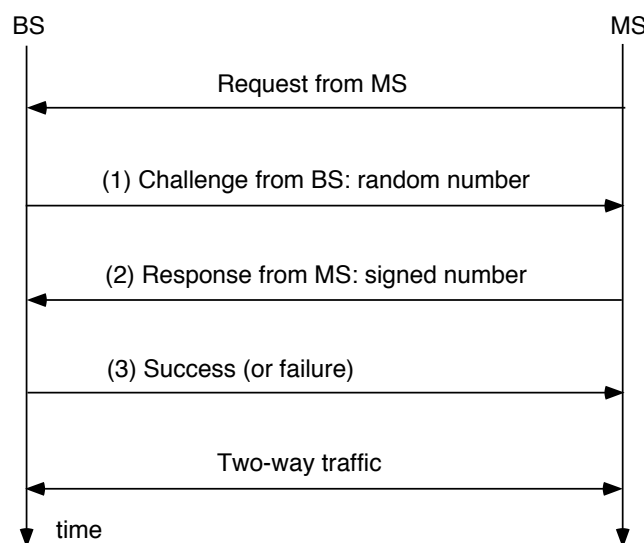 BS
MS
Request from MS
(1) Challenge from BS: random number
(2) Response from MS: signed number
(3) Success (or failure)
Two-way traffic
time